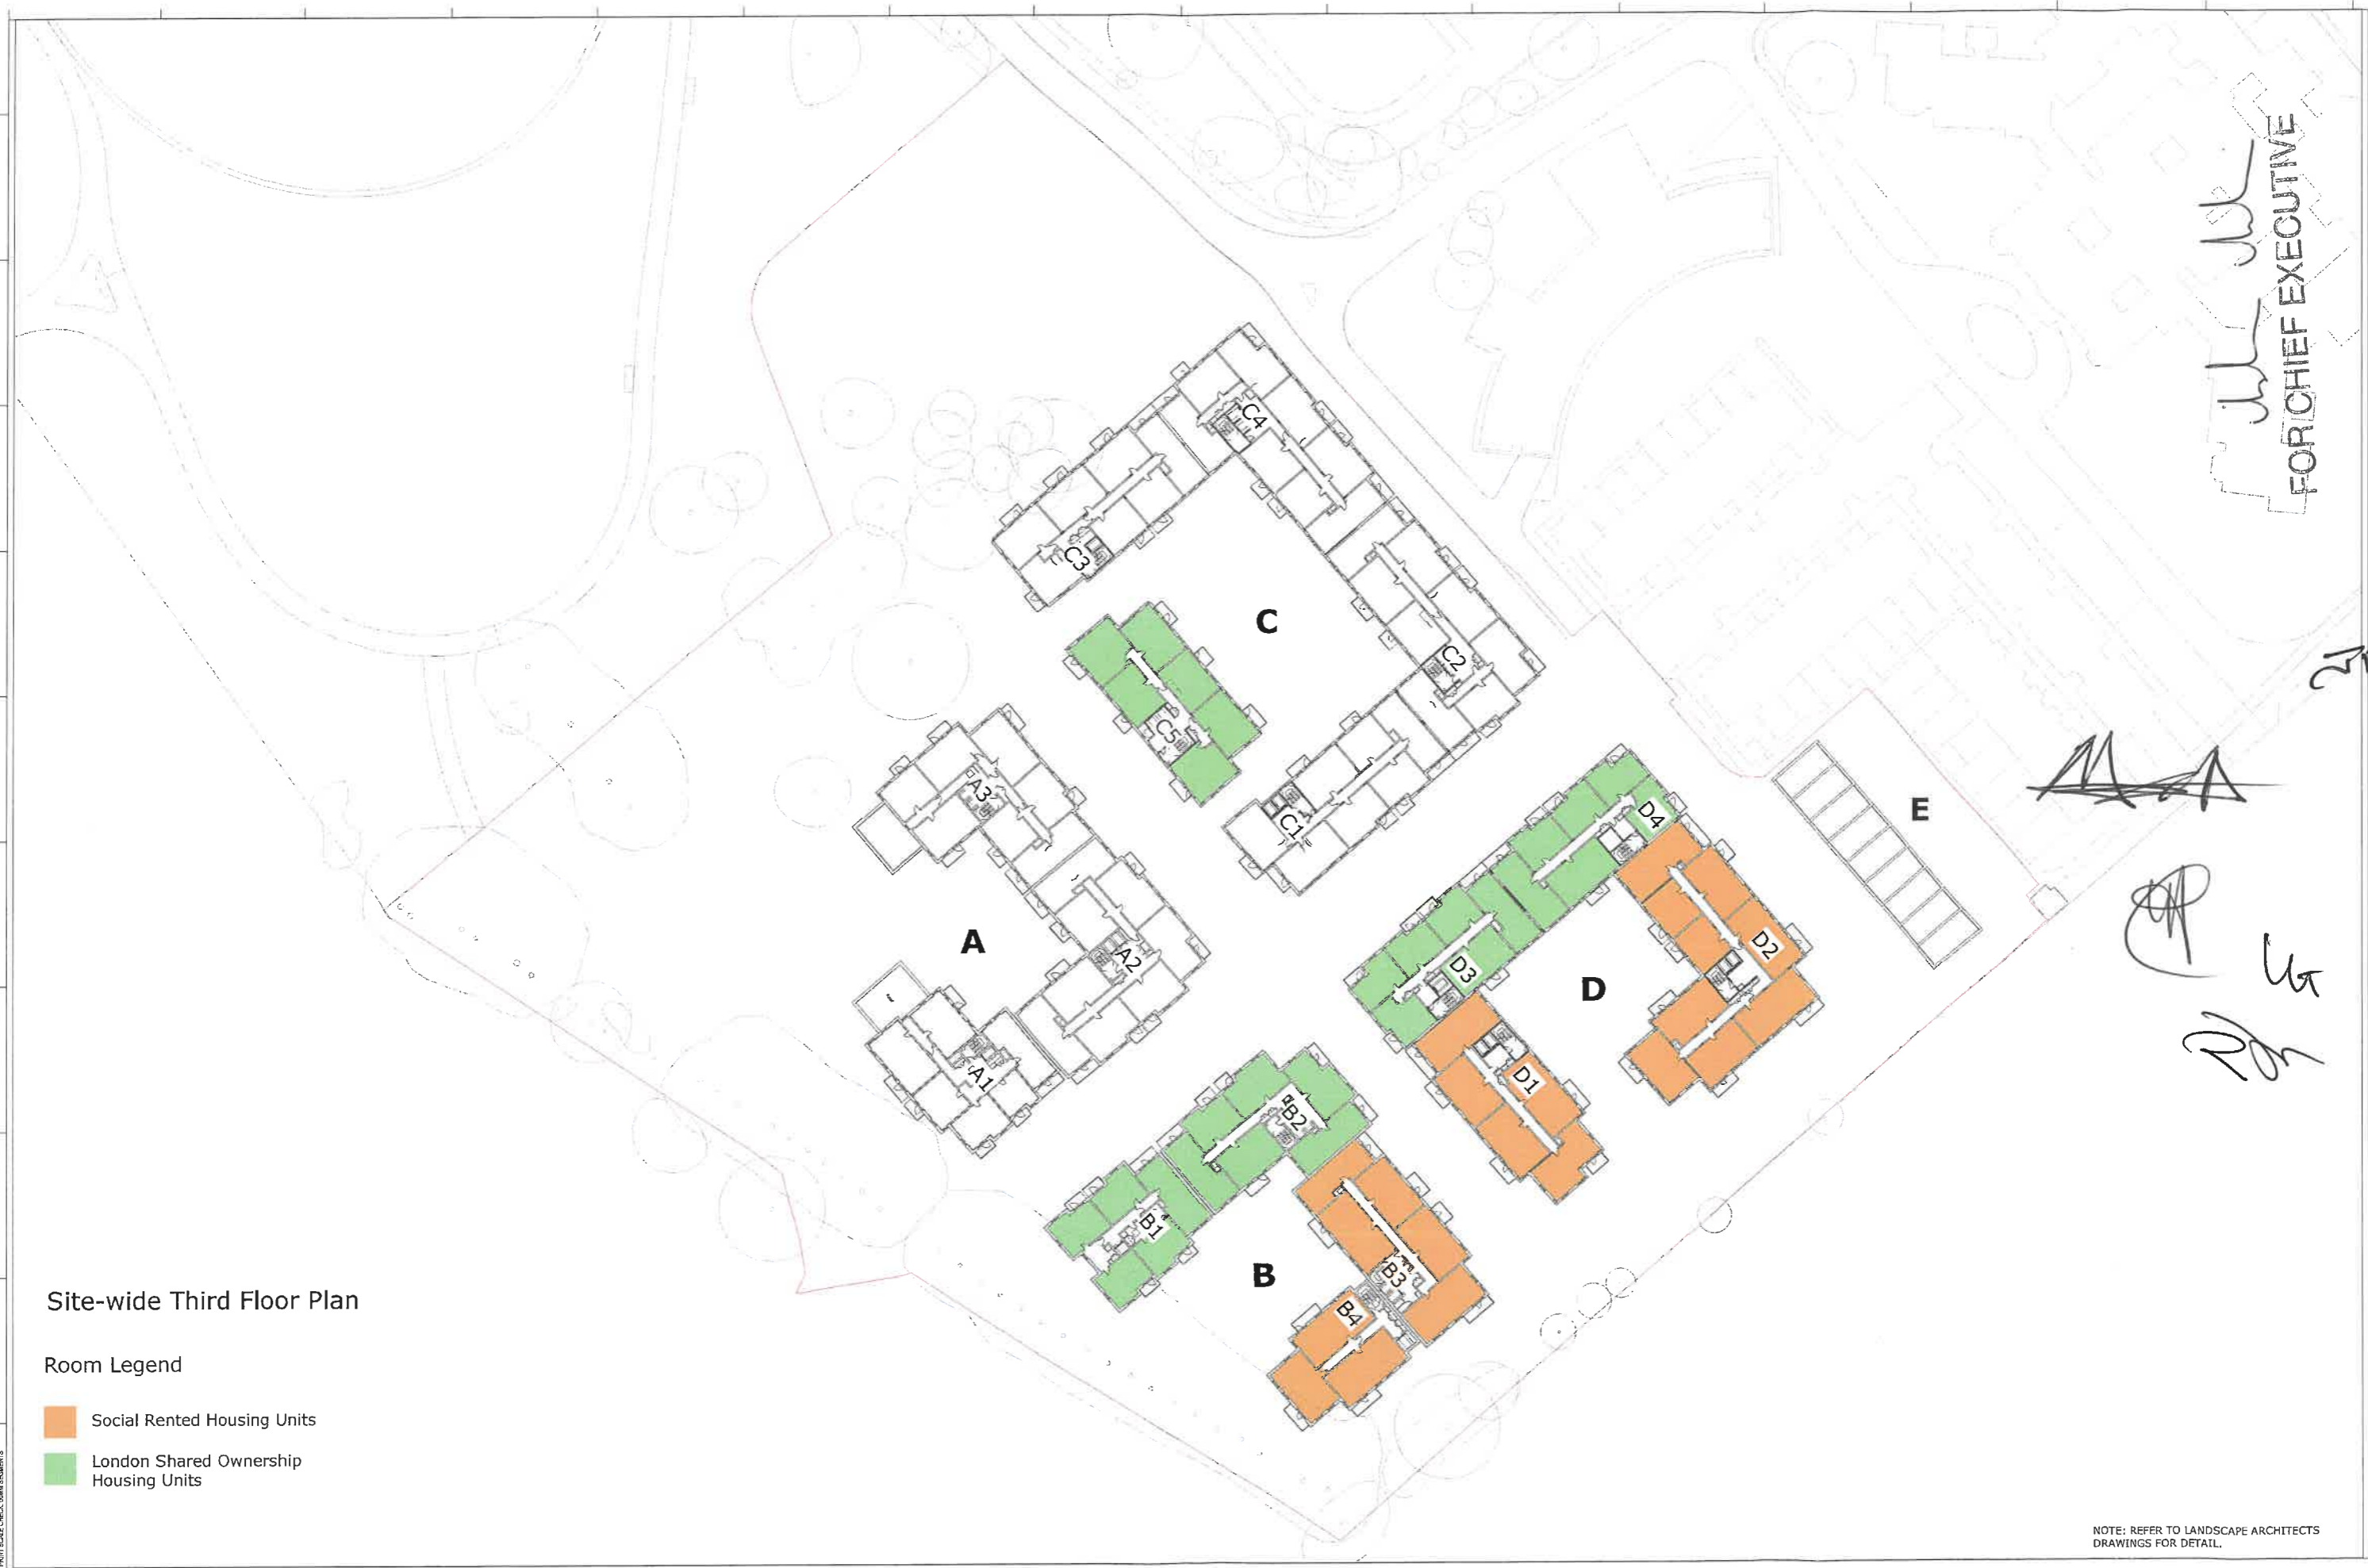 FOR CHIEF EXECUTIVE
C4
C3
C
C2
C5
A3
C1
E
D4
A
A2
D2
D3
D
A1
D1
B2
B1
B
B3
B4
Site-wide Third Floor Plan
Room Legend
Social Rented Housing Units
London Shared Ownership
Housing Units
NOTE: REFER TO LANDSCAPE ARCHITECTS
DRAWINGS FOR DETAIL.